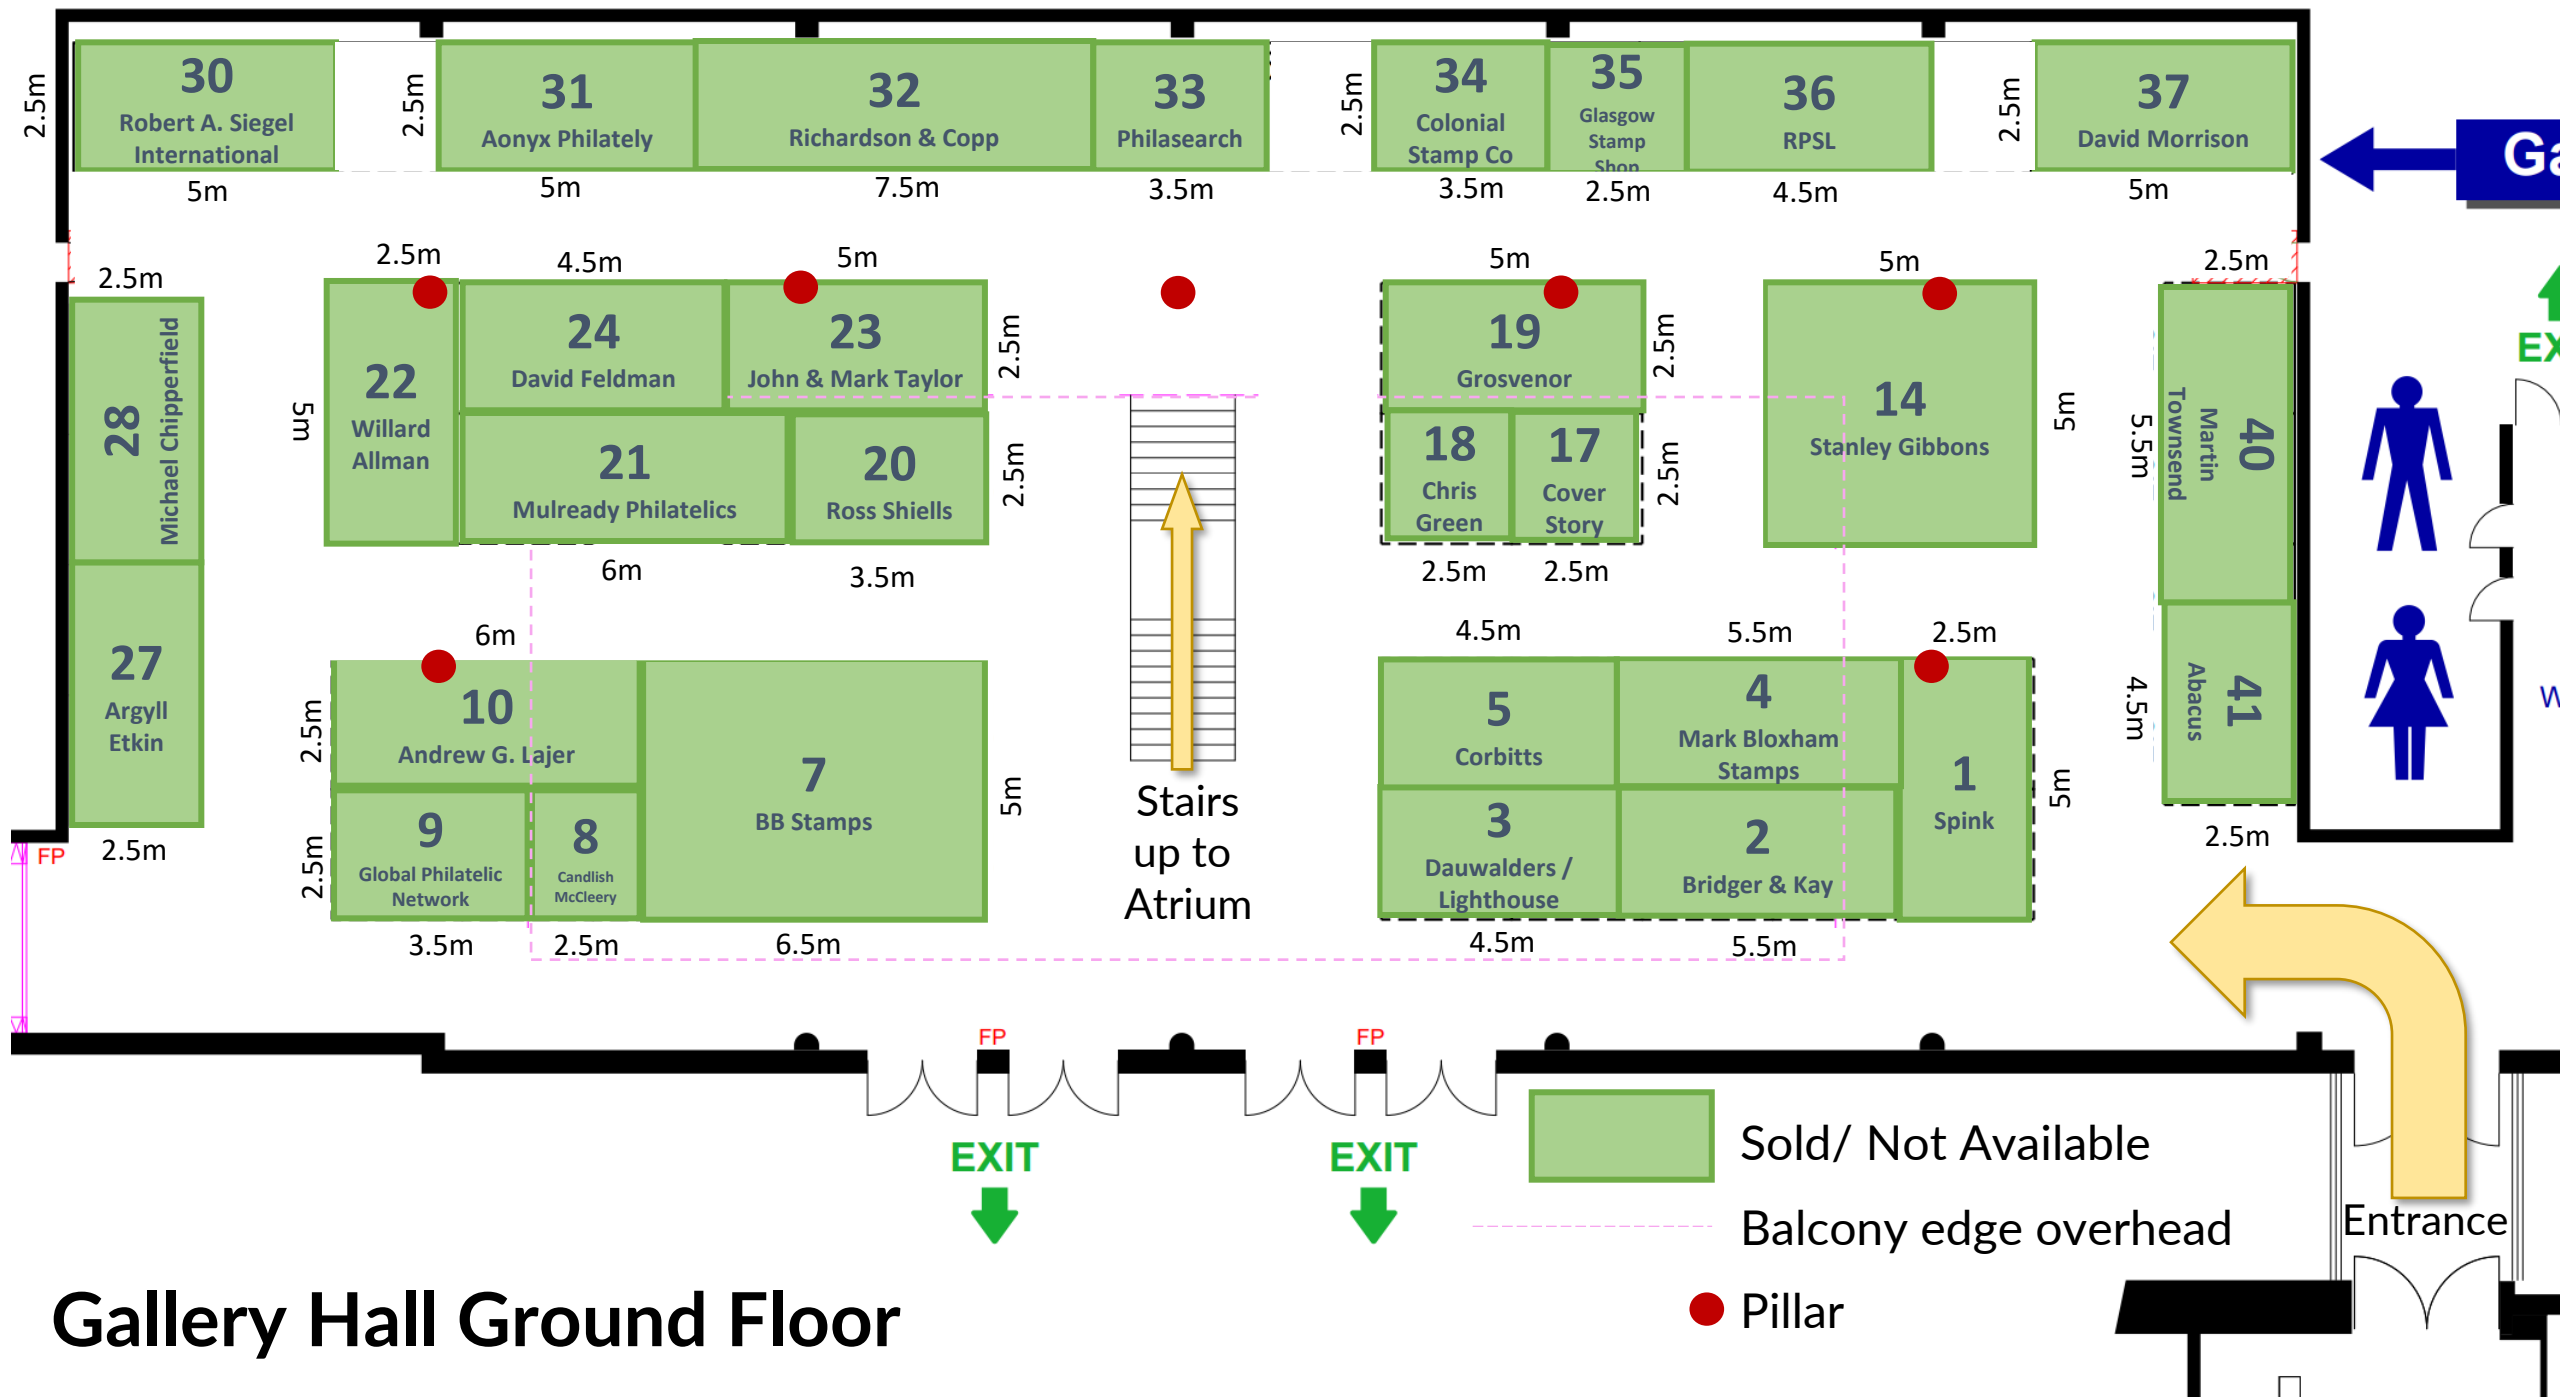 30
Robert A. Siegel
International
31
Aonyx Philately
32
Richardson & Copp
33
Philasearch
34
Colonial
Stamp Co
35
Glasgow
Stamp
Shop
36
RPSL
37
David Morrison
2.5m
2.5m
2.5m
2.5m
5m
5m
7.5m
3.5m
3.5m
2.5m
4.5m
5m
Ga
2.5m
2.5m
4.5m
5m
5m
5m
2.5m
28
Michael Chipperfield
22
Willard
Allman
24
David Feldman
23
John & Mark Taylor
2.5m
19
Grosvenor
2.5m
14
Stanley Gibbons
5m
40
Martin
Townsend
5.5m
EX
5m
21
Mulready Philatelics
20
Ross Shiells
2.5m
18
Chris
Green
17
Cover
Story
2.5m
6m
3.5m
2.5m
2.5m
27
Argyll
Etkin
2.5m
6m
10
Andrew G. Lajer
2.5m
9
Global Philatelic
Network
2.5m
8
Candlish
McCleery
7
BB Stamps
5m
3.5m
2.5m
6.5m
Stairs
up to
Atrium
4.5m
5.5m
2.5m
5
Corbitts
4
Mark Bloxham
Stamps
1
Spink
5m
3
Dauwalders /
Lighthouse
2
Bridger & Kay
4.5m
5.5m
41
Abacus
4.5m
2.5m
W
FP
FP
FP
EXIT
EXIT
Sold/ Not Available
Balcony edge overhead
Pillar
Entrance
Gallery Hall Ground Floor